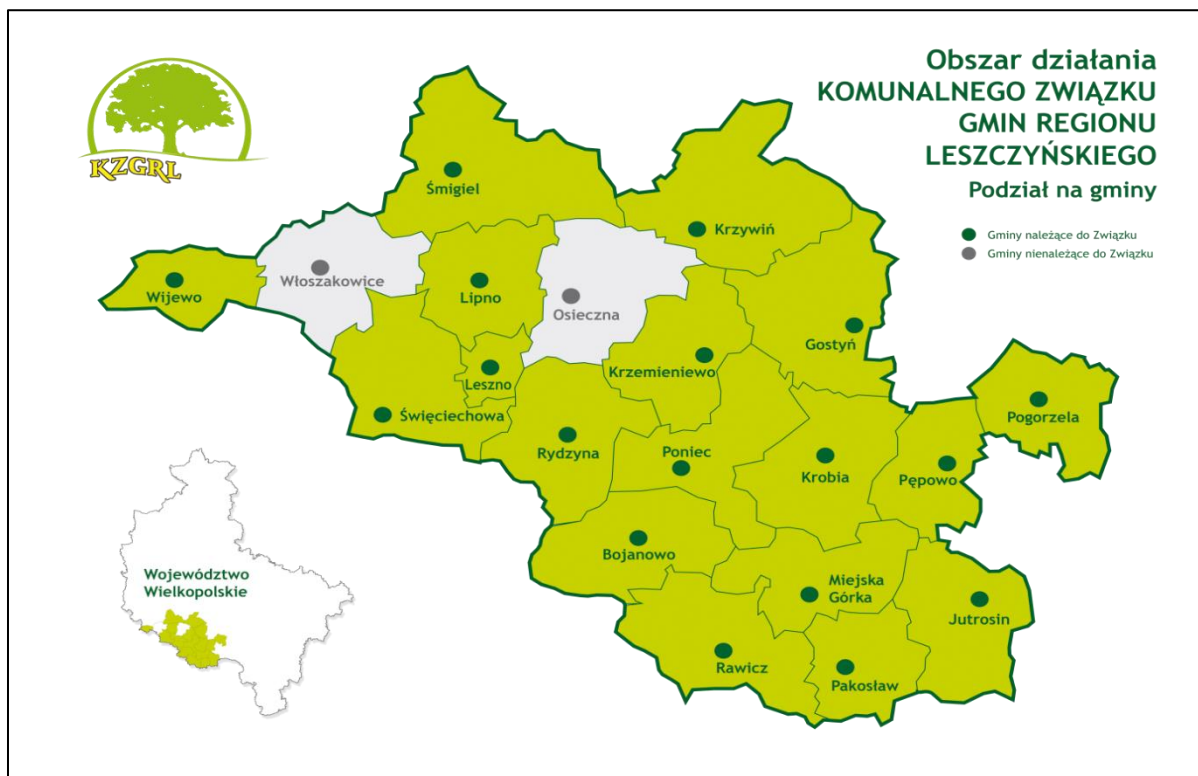 KZGRL
Obszar działania
KOMUNALNEGO ZWIĄZKU
GMIN REGIONU
LESZCZYŃSKIEGO
Podział na gminy
Gminy należące do Związku
Gminy nienależące do Związku
Śmigiel
Krzywiń
Włoszakowice
Wijewo
Lipno
Osieczna
Gostyń
Krzemieniewo
Leszno
Święciechowa
Pogorzela
Rydzyna
Poniec
Krobia
Pępowo
Bojanowo
Miejska
Górka
Jutrosin
Rawicz
Pakosław
Województwo
Wielkopolskie